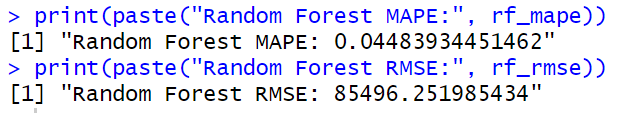 > print(paste("Random Forest MAPE:", rf_mape))
[1] "Random Forest MAPE: 0.04483934451462"
> print(paste("Random Forest RMSE:", rf_rmse))
[1] "Random Forest RMSE: 85496.251985434"